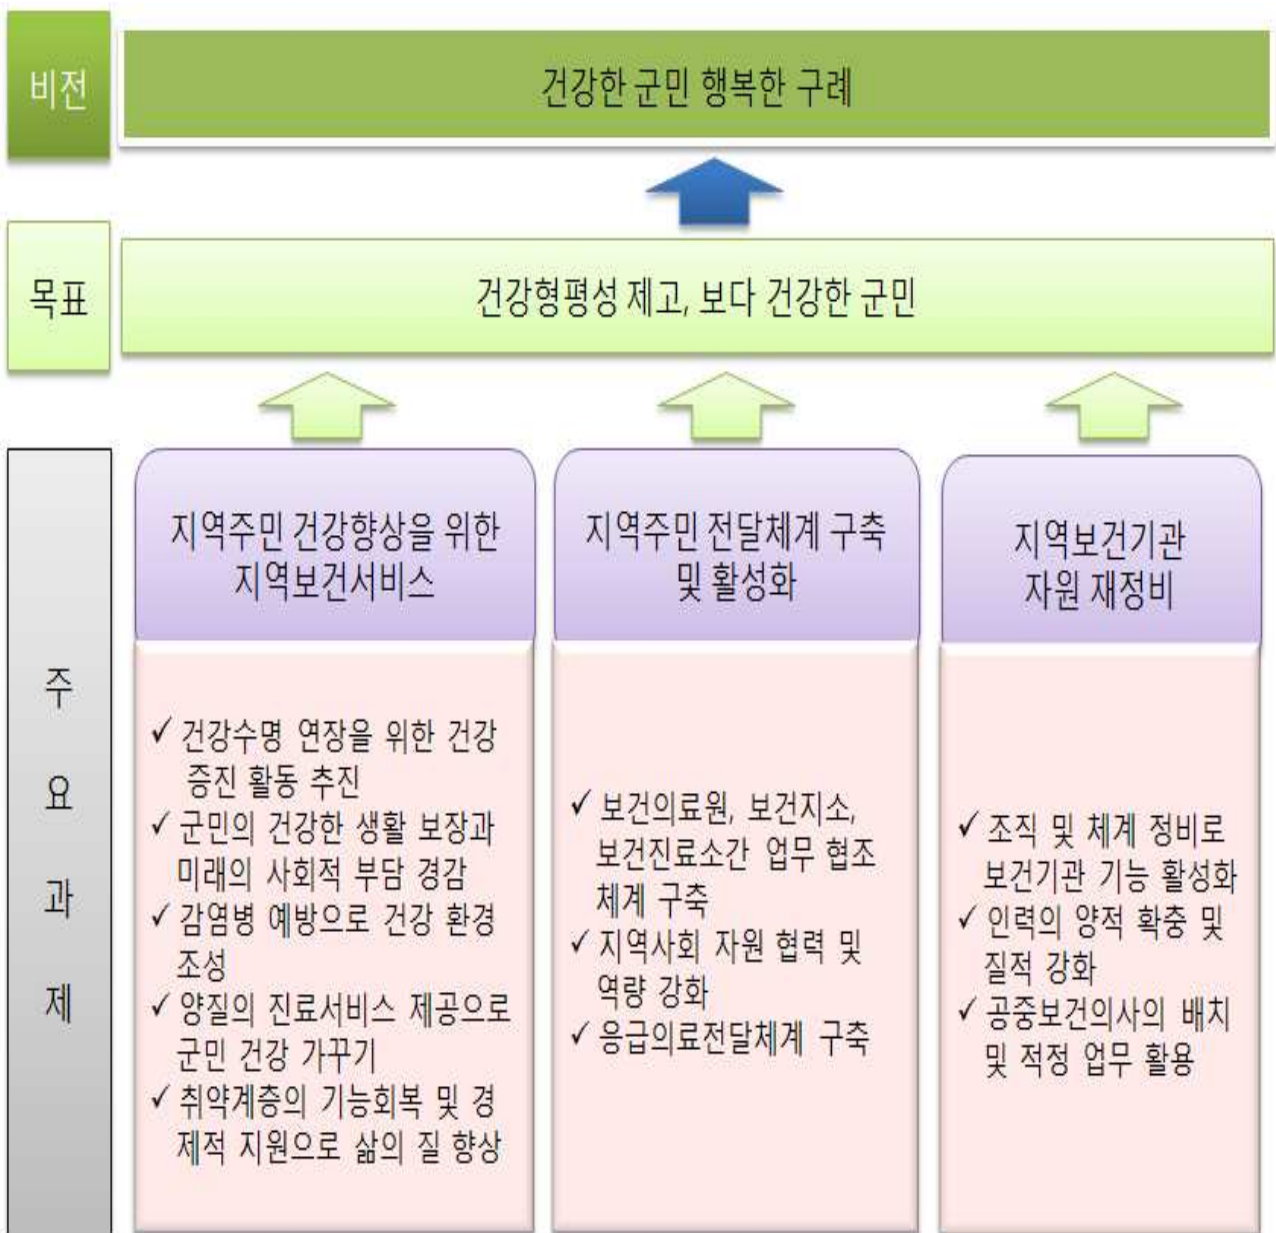 비전
건강한 군민 행복한 구례
목표
건강형평성 제고, 보다 건강한 군민
주
요
과
제
지역주민 건강향상을 위한
지역보건서비스
✓ 건강수명 연장을 위한 건강
증진 활동 추진
✓ 군민의 건강한 생활 보장과
미래의 사회적 부담 경감
✓ 감염병 예방으로 건강 환경
조성
✓ 양질의 진료서비스 제공으로
군민 건강 가꾸기
✓ 취약계층의 기능회복 및 경
제적 지원으로 삶의 질 향상
지역주민 전달체계 구축
및 활성화
✓ 보건의료원, 보건지소,
보건진료소간 업무 협조
체계 구축
✓ 지역사회 자원 협력 및
역량 강화
✓ 응급의료전달체계 구축
지역보건기관
자원 재정비
✓ 조직 및 체계 정비로
보건기관 기능 활성화
✓ 인력의 양적 확충 및
질적 강화
✓ 공중보건의사의 배치
및 적정 업무 활용